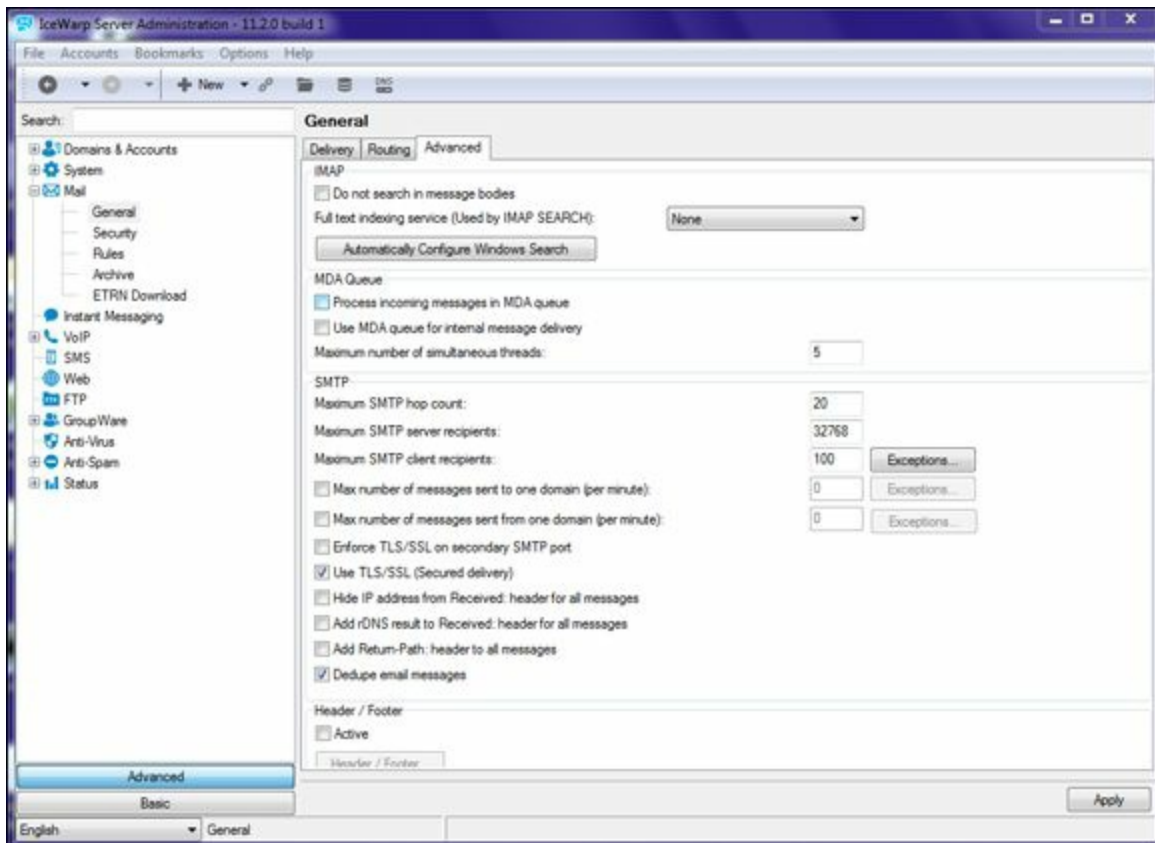 IceWarp Server Administration - 11.2.0 build 1
File Accounts Bookmarks Options Help
New DNS
Search:
Domains & Accounts
System
Mail
General
Security
Rules
Archive
ETRN Download
Instant Messaging
VoIP
SMS
Web
FTP
GroupWare
Anti-Virus
Anti-Spam
Status
Advanced
Basic
English General
General
Delivery Routing Advanced
IMAP
Do not search in message bodies
Full text indexing service (Used by IMAP SEARCH): None
Automatically Configure Windows Search
MDA Queue
Process incoming messages in MDA queue
Use MDA queue for internal message delivery
Maximum number of simultaneous threads: 5
SMTP
Maximum SMTP hop count: 20
Maximum SMTP server recipients: 32768
Maximum SMTP client recipients: 100 Exceptions...
Max number of messages sent to one domain (per minute): 0 Exceptions...
Max number of messages sent from one domain (per minute): 0 Exceptions...
Enforce TLS/SSL on secondary SMTP port
Use TLS/SSL (Secured delivery)
Hide IP address from Received: header for all messages
Add rDNS result to Received: header for all messages
Add Return-Path: header to all messages
Dedupe email messages
Header / Footer
Active
Header / Footer...
Apply